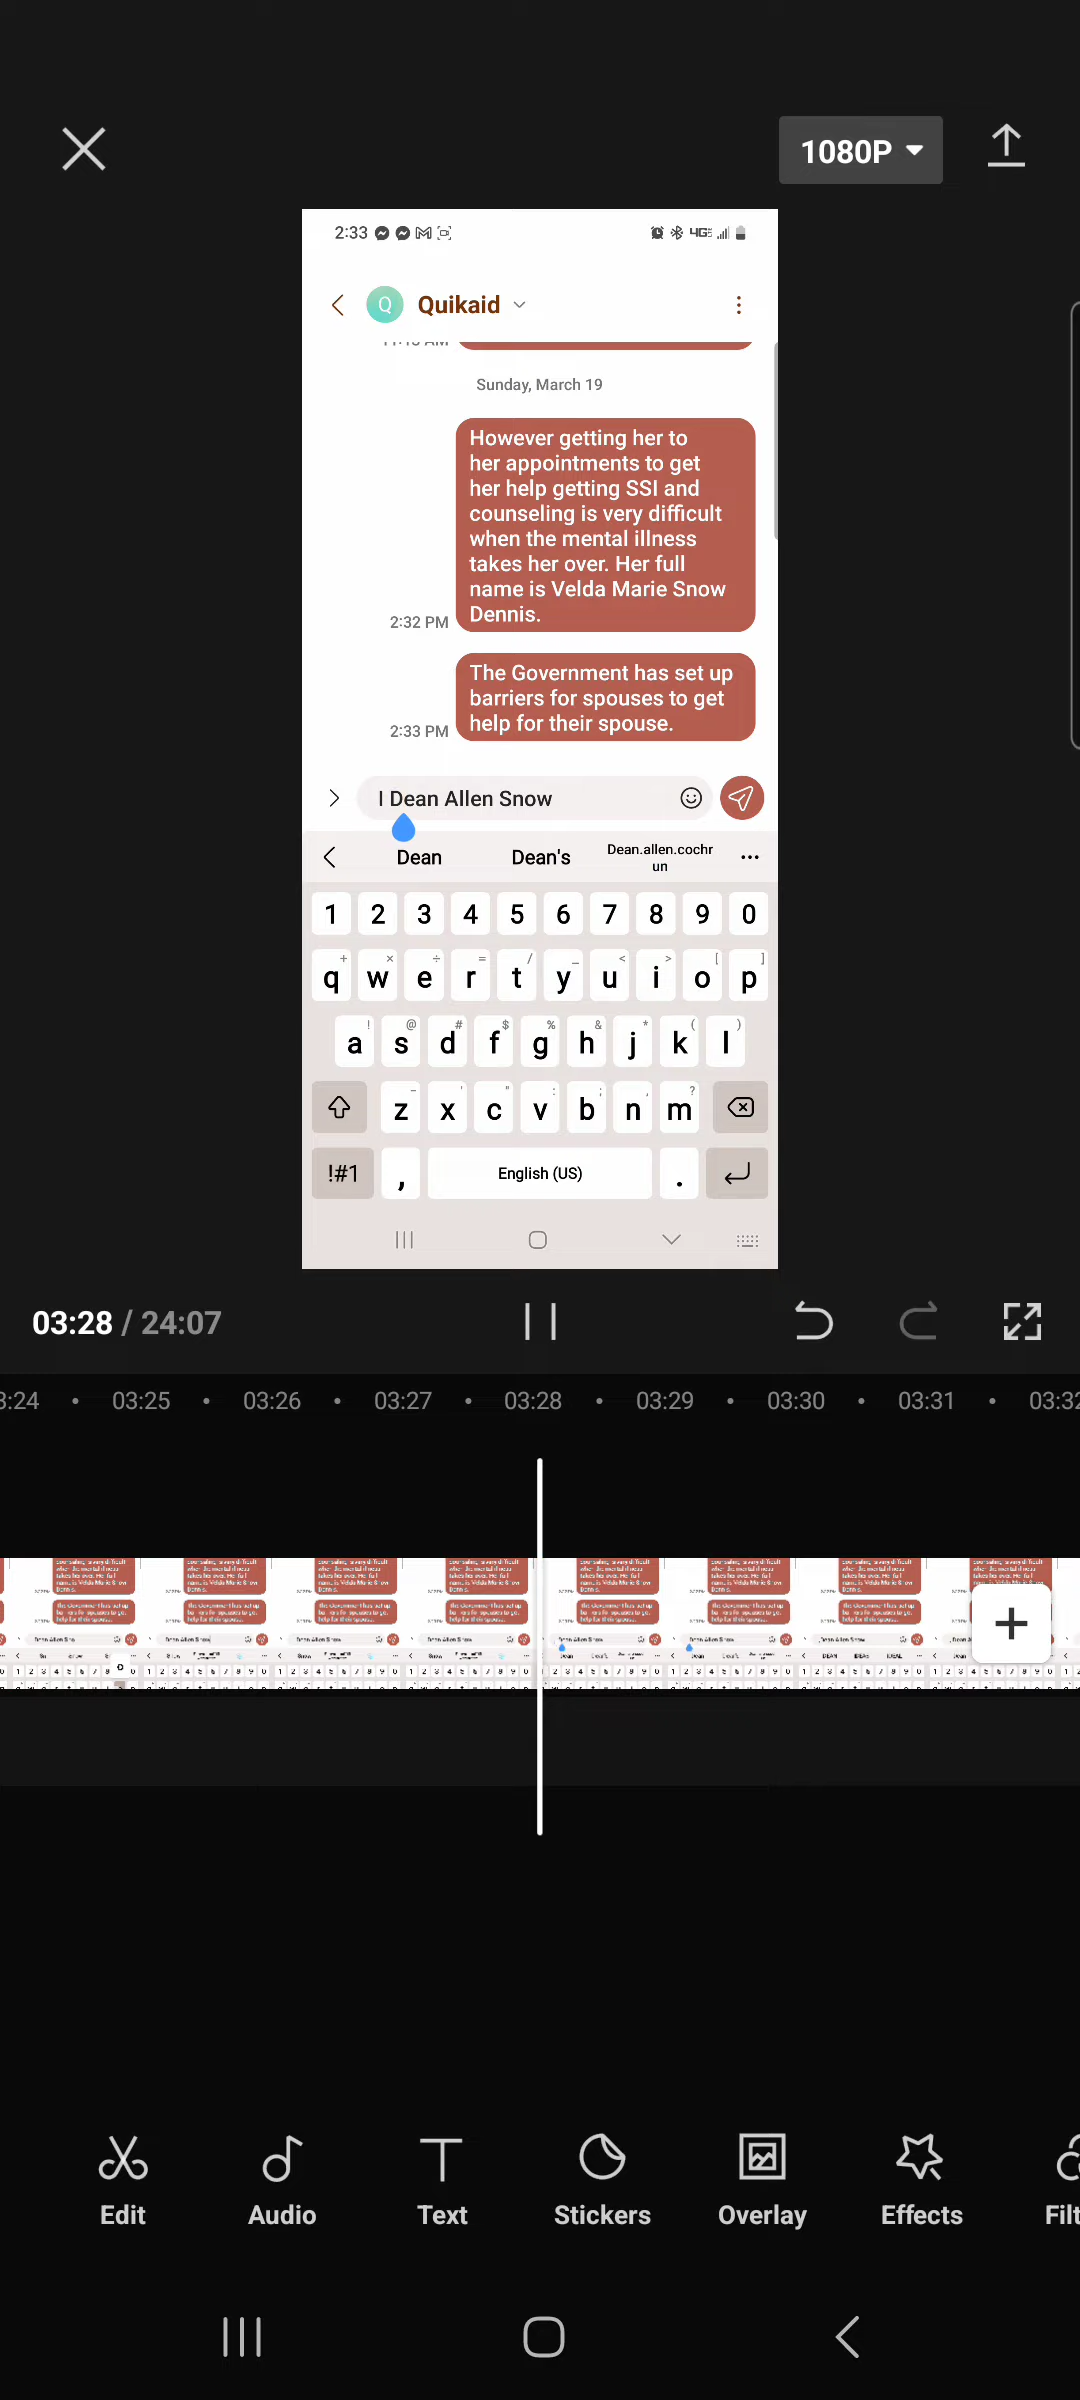 1080P
2:33
4G
Q Quikaid
11:13 AM
Sunday, March 19
However getting her to
her appointments to get
her help getting SSI and
counseling is very difficult
when the mental illness
takes her over. Her full
name is Velda Marie Snow
Dennis.
2:32 PM
The Government has set up
barriers for spouses to get
help for their spouse.
2:33 PM
I Dean Allen Snow
Dean Dean's Dean.allen.cochr
un
1 2 3 4 5 6 7 8 9 0
+ × ÷ = / _ < > [ ]
q w e r t y u i o p
! @ # $ % & * ( )
a s d f g h j k l
- ' " : ; , ?
z x c v b n m
!#1 , English (US) .
03:28 / 24:07
3:24 • 03:25 • 03:26 • 03:27 • 03:28 • 03:29 • 03:30 • 03:31 • 03:32
Edit Audio Text Stickers Overlay Effects Filt